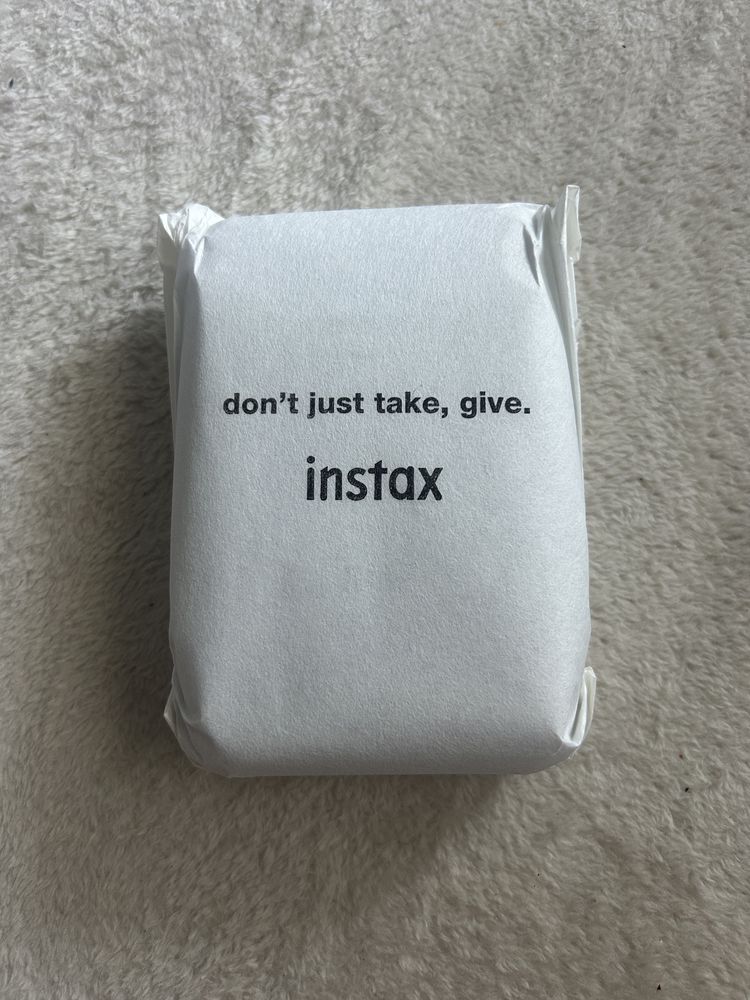 don’t just take, give.
instax